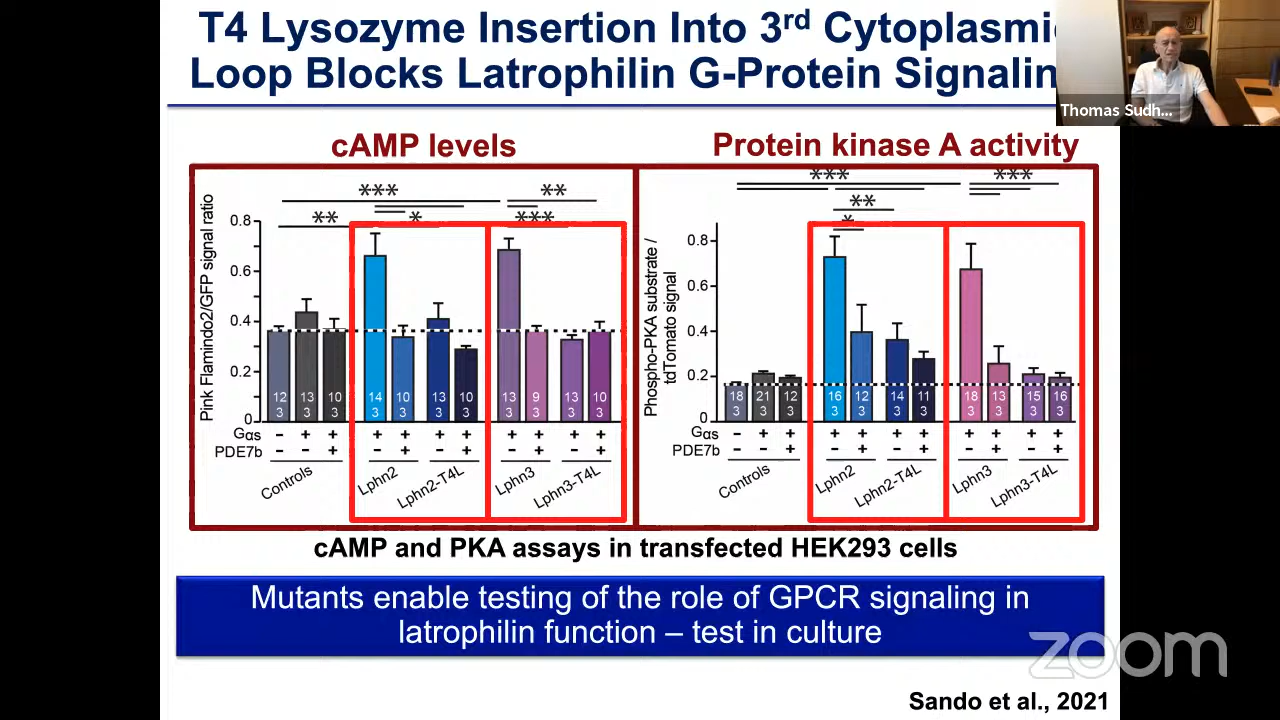 T4 Lysozyme Insertion Into 3rd Cytoplasmic
Loop Blocks Latrophilin G-Protein Signalin
Thomas Sudh...
cAMP levels
Protein kinase A activity
Pink Flamindo2/GFP signal ratio
0.8
0.6
0.4
0.2
0
*** ** ** * ***
12 13 10 14 10 13 10 13 9 13 10
3 3 3 3 3 3 3 3 3 3 3
Gαs - + + + + + + + + + +
PDE7b - - + - + - + - + - +
Controls
Lphn2
Lphn2-T4L
Lphn3
Lphn3-T4L
Phospho-PKA substrate /
tdTomato signal
0.8
0.6
0.4
0.2
0
*** *** ** *
18 21 12 16 12 14 11 18 13 15 16
3 3 3 3 3 3 3 3 3 3 3
Gαs - + + + + + + + + + +
PDE7b - - + - + - + - + - +
Controls
Lphn2
Lphn2-T4L
Lphn3
Lphn3-T4L
cAMP and PKA assays in transfected HEK293 cells
Mutants enable testing of the role of GPCR signaling in
latrophilin function – test in culture
zoom
Sando et al., 2021